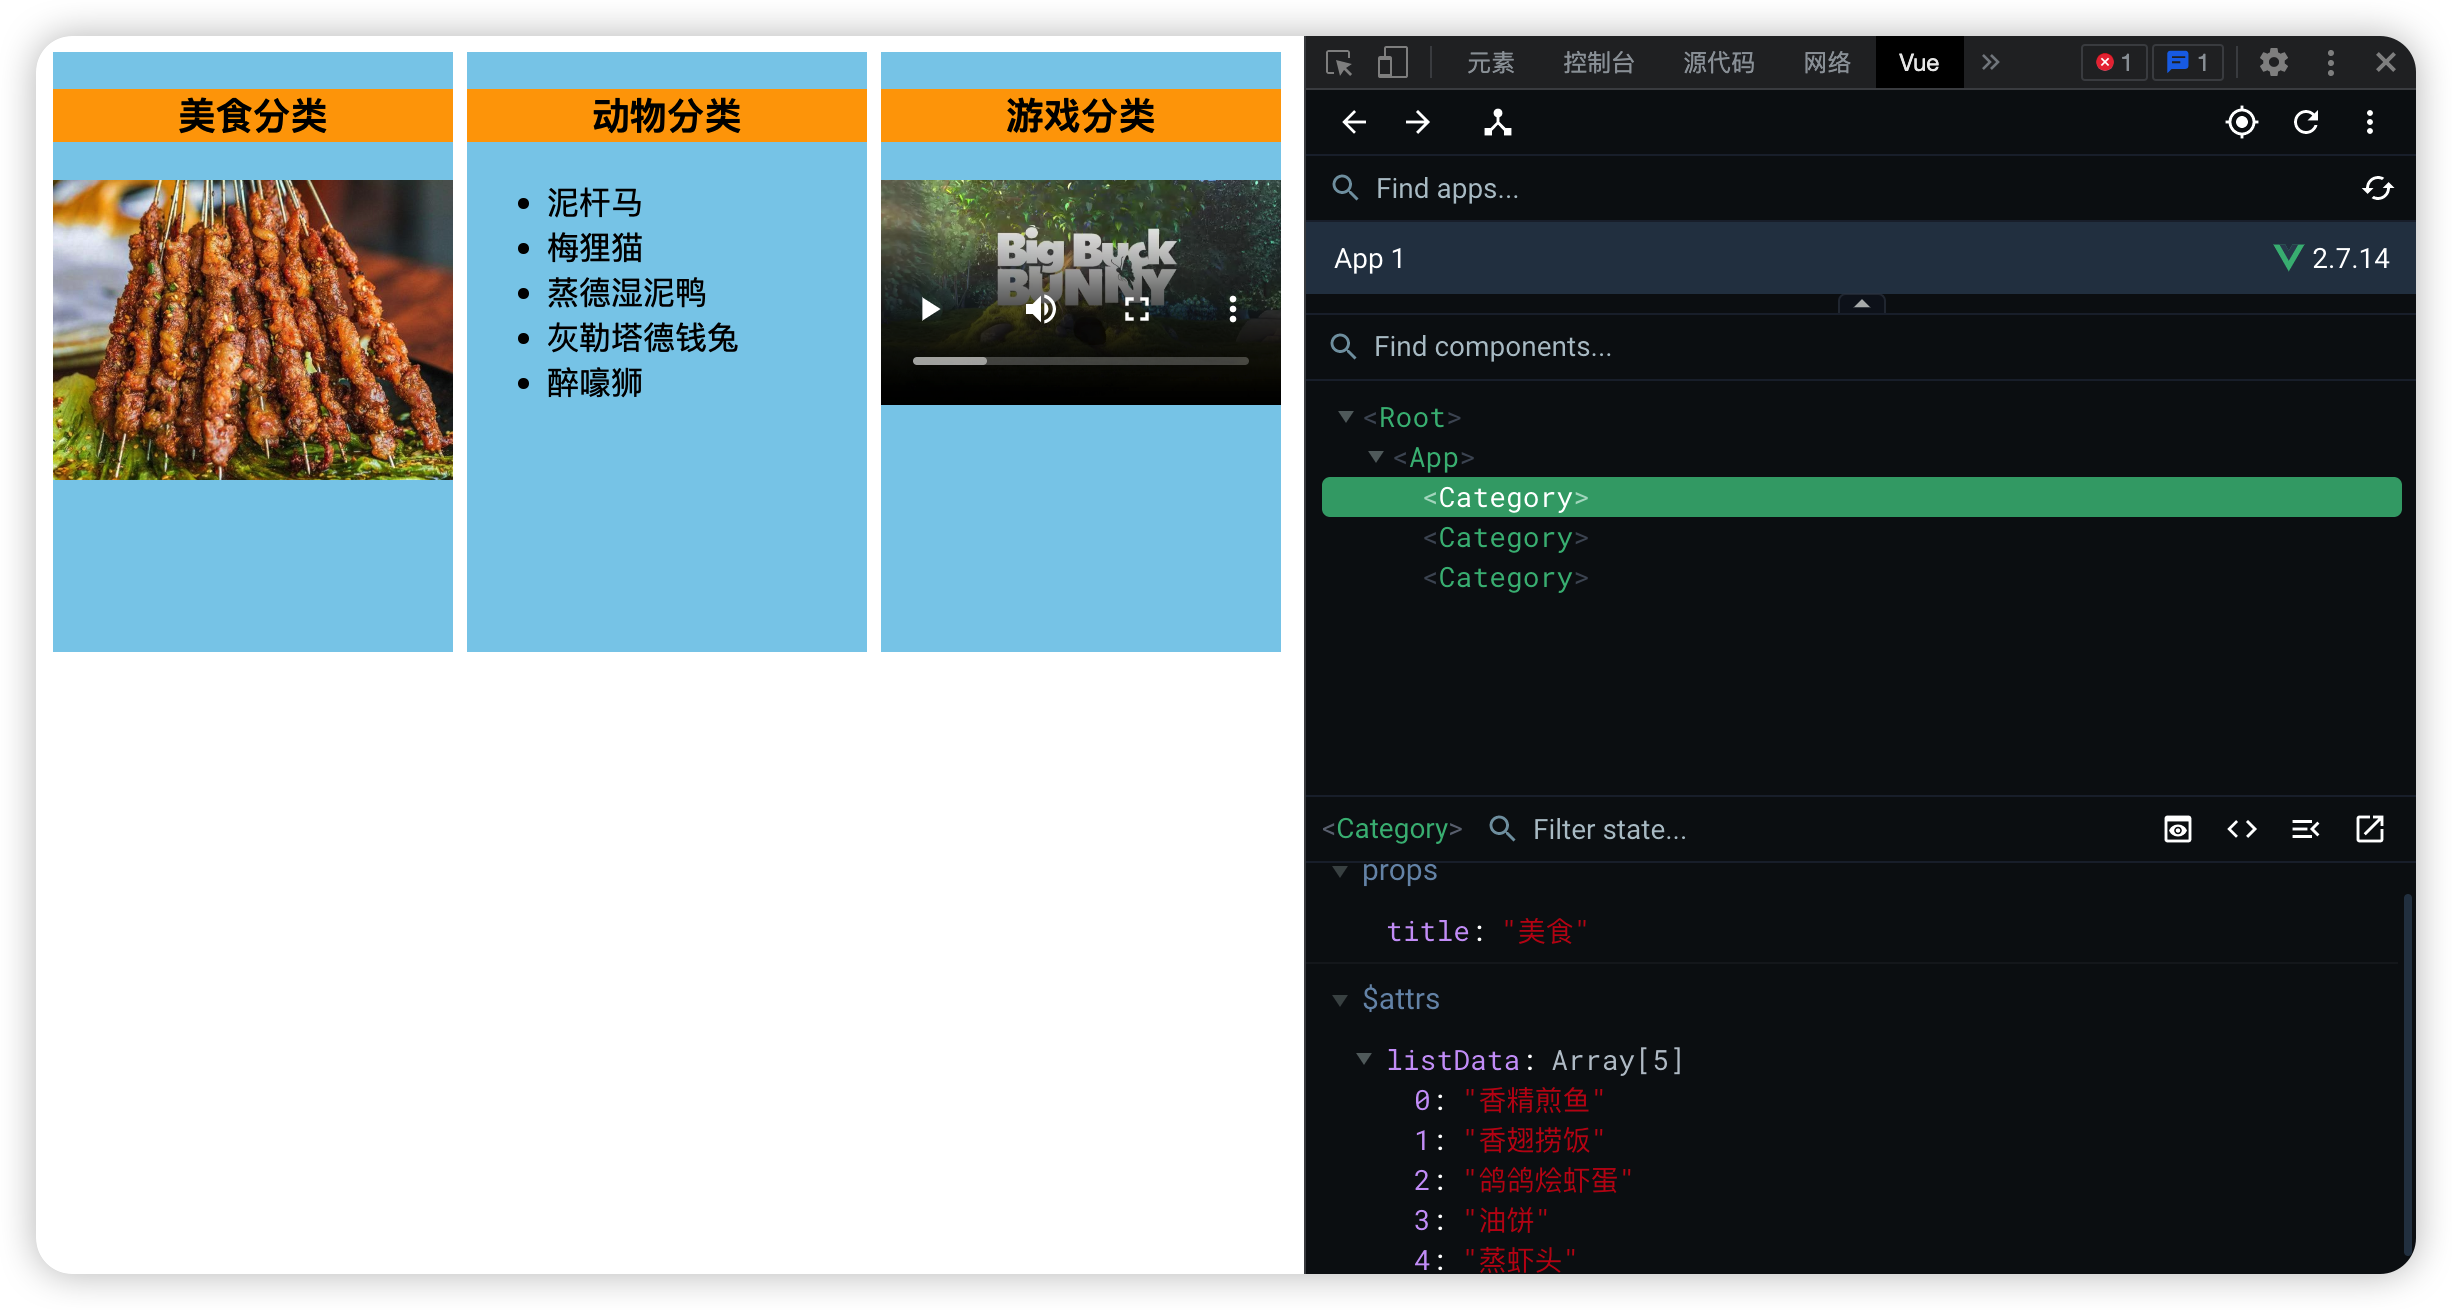 美食分类
动物分类
泥杆马
梅狸猫
蒸德湿泥鸭
灰勒塔德钱兔
醉嚎狮
游戏分类
Big Buck
BUNNY
元素 控制台 源代码 网络 Vue 1 1
Find apps...
App 1 2.7.14
Find components...
<Root>
<App>
<Category>
<Category>
<Category>
<Category> Filter state...
props
title: "美食"
$attrs
listData: Array[5]
0: "香精煎鱼"
1: "香翅捞饭"
2: "鸽鸽烩虾蛋"
3: "油饼"
4: "蒸虾头"